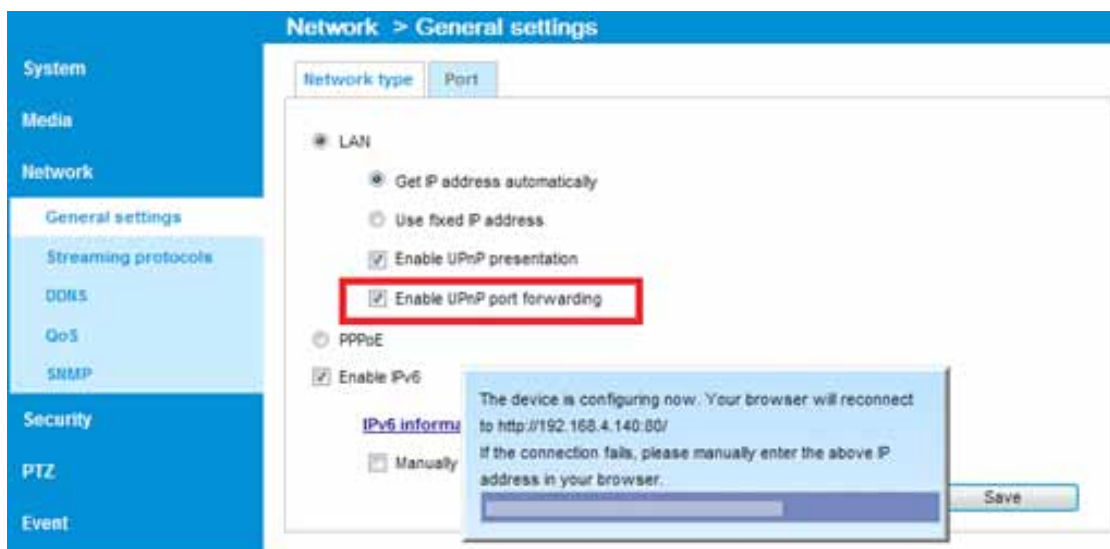 Network > General settings
System
Media
Network
General settings
Streaming protocols
DDNS
QoS
SNMP
Security
PTZ
Event
Network type
Port
LAN
Get IP address automatically
Use fixed IP address
Enable UPnP presentation
Enable UPnP port forwarding
PPPoE
Enable IPv6
IPv6 informa
Manually
The device is configuring now. Your browser will reconnect
to http://192.168.4.140:80/
If the connection fails, please manually enter the above IP
address in your browser.
Save